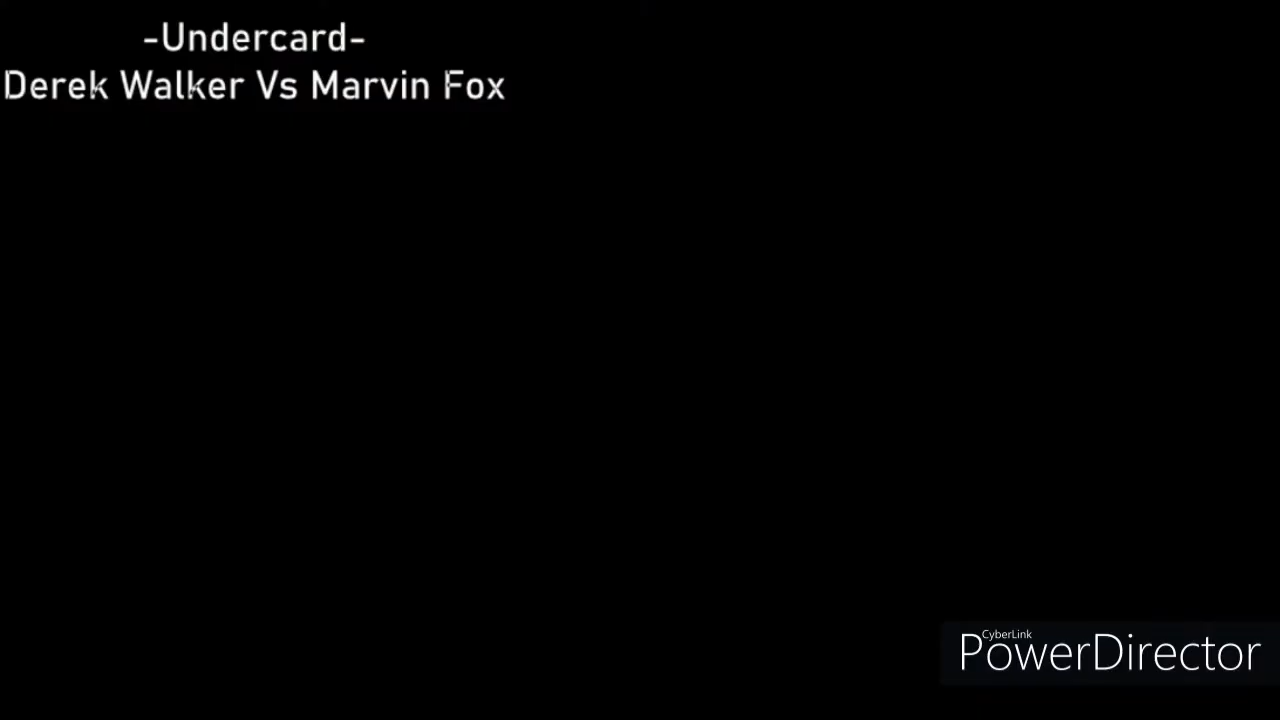 -Undercard-
Derek Walker Vs Marvin Fox
CyberLink
PowerDirector